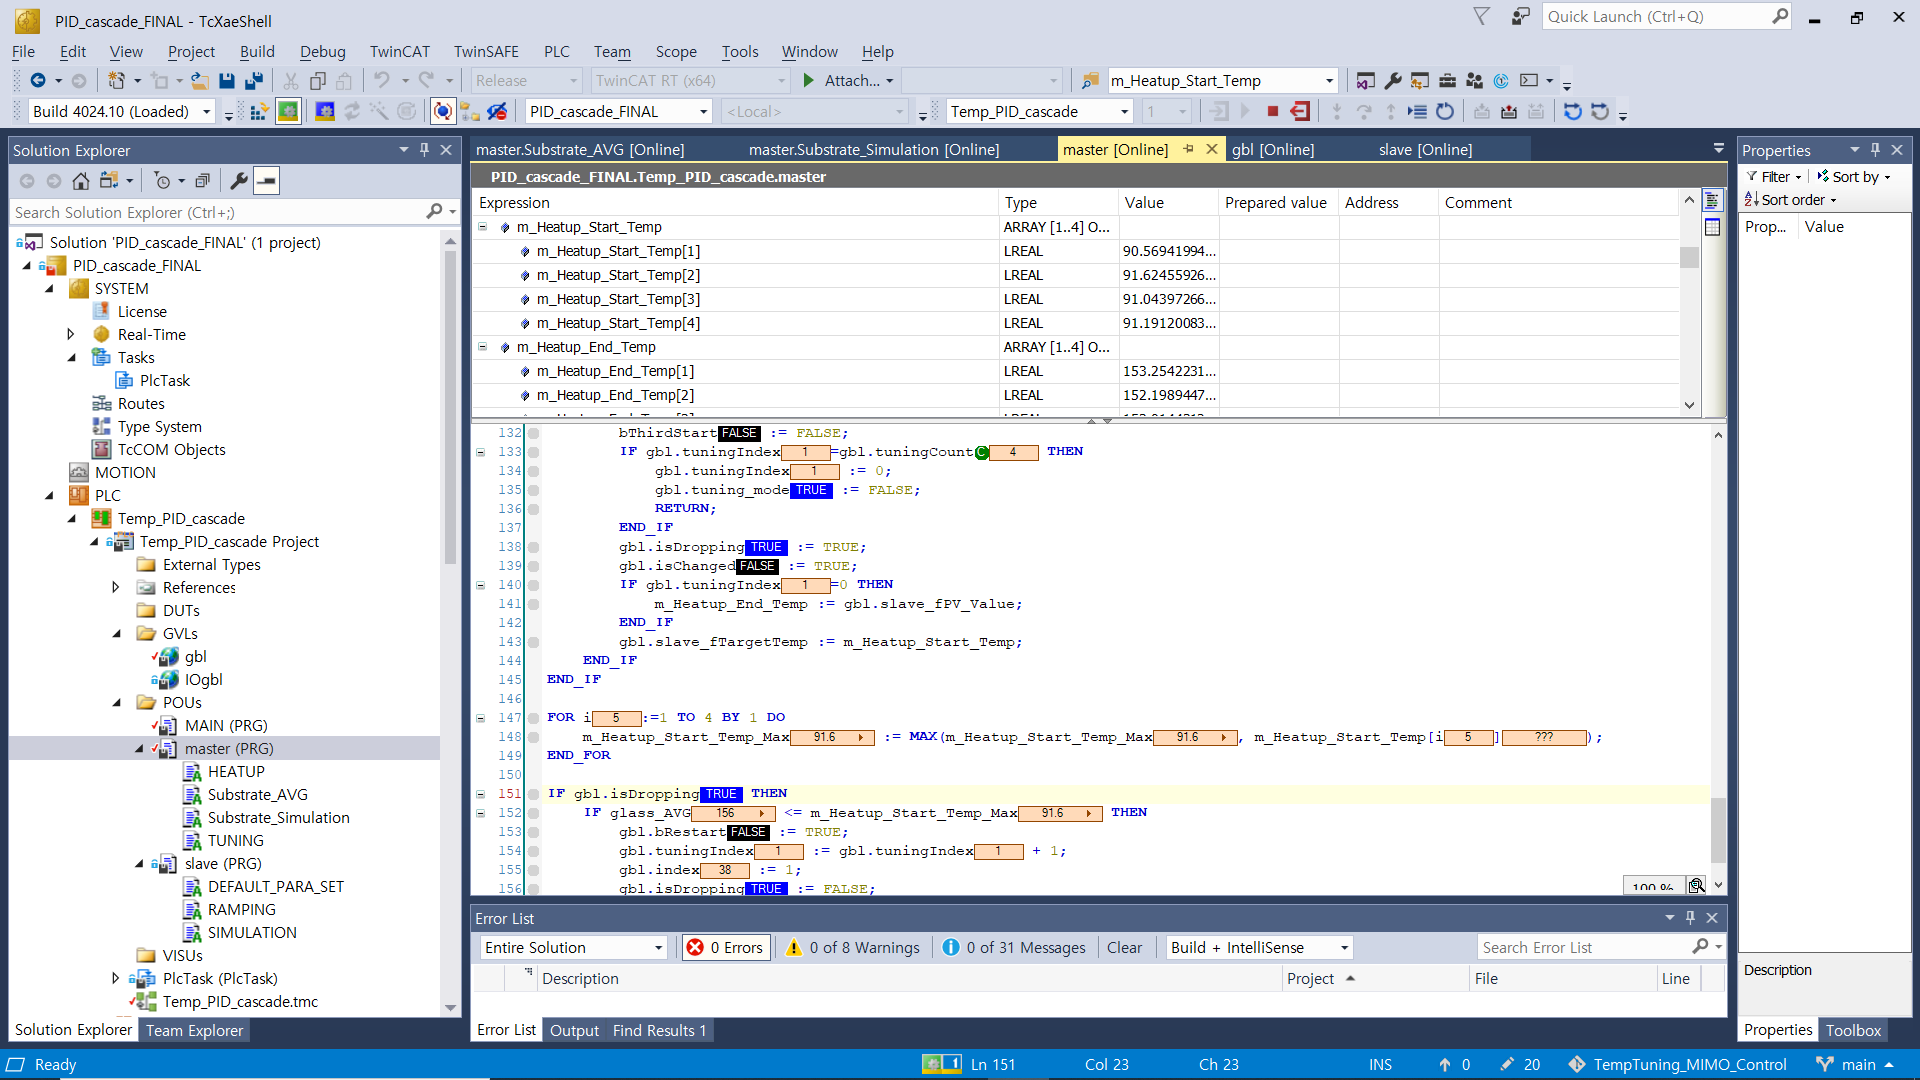 PID_cascade_FINAL - TcXaeShell
Quick Launch (Ctrl+Q)
File Edit View Project Build Debug TwinCAT TwinSAFE PLC Team Scope Tools Window Help
Release TwinCAT RT (x64) Attach... m_Heatup_Start_Temp
Build 4024.10 (Loaded) PID_cascade_FINAL <Local> Temp_PID_cascade 1
Solution Explorer
Search Solution Explorer (Ctrl+;)
Solution 'PID_cascade_FINAL' (1 project)
PID_cascade_FINAL
SYSTEM
License
Real-Time
Tasks
PlcTask
Routes
Type System
TcCOM Objects
MOTION
PLC
Temp_PID_cascade
Temp_PID_cascade Project
External Types
References
DUTs
GVLs
gbl
IOgbl
POUs
MAIN (PRG)
master (PRG)
HEATUP
Substrate_AVG
Substrate_Simulation
TUNING
slave (PRG)
DEFAULT_PARA_SET
RAMPING
SIMULATION
VISUs
PlcTask (PlcTask)
Temp_PID_cascade.tmc
Solution Explorer Team Explorer
master.Substrate_AVG [Online] master.Substrate_Simulation [Online] master [Online] gbl [Online] slave [Online]
PID_cascade_FINAL.Temp_PID_cascade.master
Expression Type Value Prepared value Address Comment
m_Heatup_Start_Temp ARRAY [1..4] O...
m_Heatup_Start_Temp[1] LREAL 90.56941994...
m_Heatup_Start_Temp[2] LREAL 91.62455926...
m_Heatup_Start_Temp[3] LREAL 91.04397266...
m_Heatup_Start_Temp[4] LREAL 91.19120083...
m_Heatup_End_Temp ARRAY [1..4] O...
m_Heatup_End_Temp[1] LREAL 153.2542231...
m_Heatup_End_Temp[2] LREAL 152.1989447...
132 bThirdStart FALSE := FALSE;
133 IF gbl.tuningIndex 1 =gbl.tuningCount C 4 THEN
134 gbl.tuningIndex 1 := 0;
135 gbl.tuning_mode TRUE := FALSE;
136 RETURN;
137 END_IF
138 gbl.isDropping TRUE := TRUE;
139 gbl.isChanged FALSE := TRUE;
140 IF gbl.tuningIndex 1 =0 THEN
141 m_Heatup_End_Temp := gbl.slave_fPV_Value;
142 END_IF
143 gbl.slave_fTargetTemp := m_Heatup_Start_Temp;
144 END_IF
145 END_IF
146
147 FOR i 5 :=1 TO 4 BY 1 DO
148 m_Heatup_Start_Temp_Max 91.6 := MAX(m_Heatup_Start_Temp_Max 91.6 , m_Heatup_Start_Temp[i 5 ] ??? );
149 END_FOR
150
151 IF gbl.isDropping TRUE THEN
152 IF glass_AVG 156 <= m_Heatup_Start_Temp_Max 91.6 THEN
153 gbl.bRestart FALSE := TRUE;
154 gbl.tuningIndex 1 := gbl.tuningIndex 1 + 1;
155 gbl.index 38 := 1;
156 gbl.isDropping TRUE := FALSE;
100 %
Error List
Entire Solution 0 Errors 0 of 8 Warnings 0 of 31 Messages Clear Build + IntelliSense Search Error List
Description Project File Line
Error List Output Find Results 1
Properties
Filter Sort by
Sort order
Prop... Value
Description
Properties Toolbox
Ready 1 Ln 151 Col 23 Ch 23 INS 0 20 TempTuning_MIMO_Control main